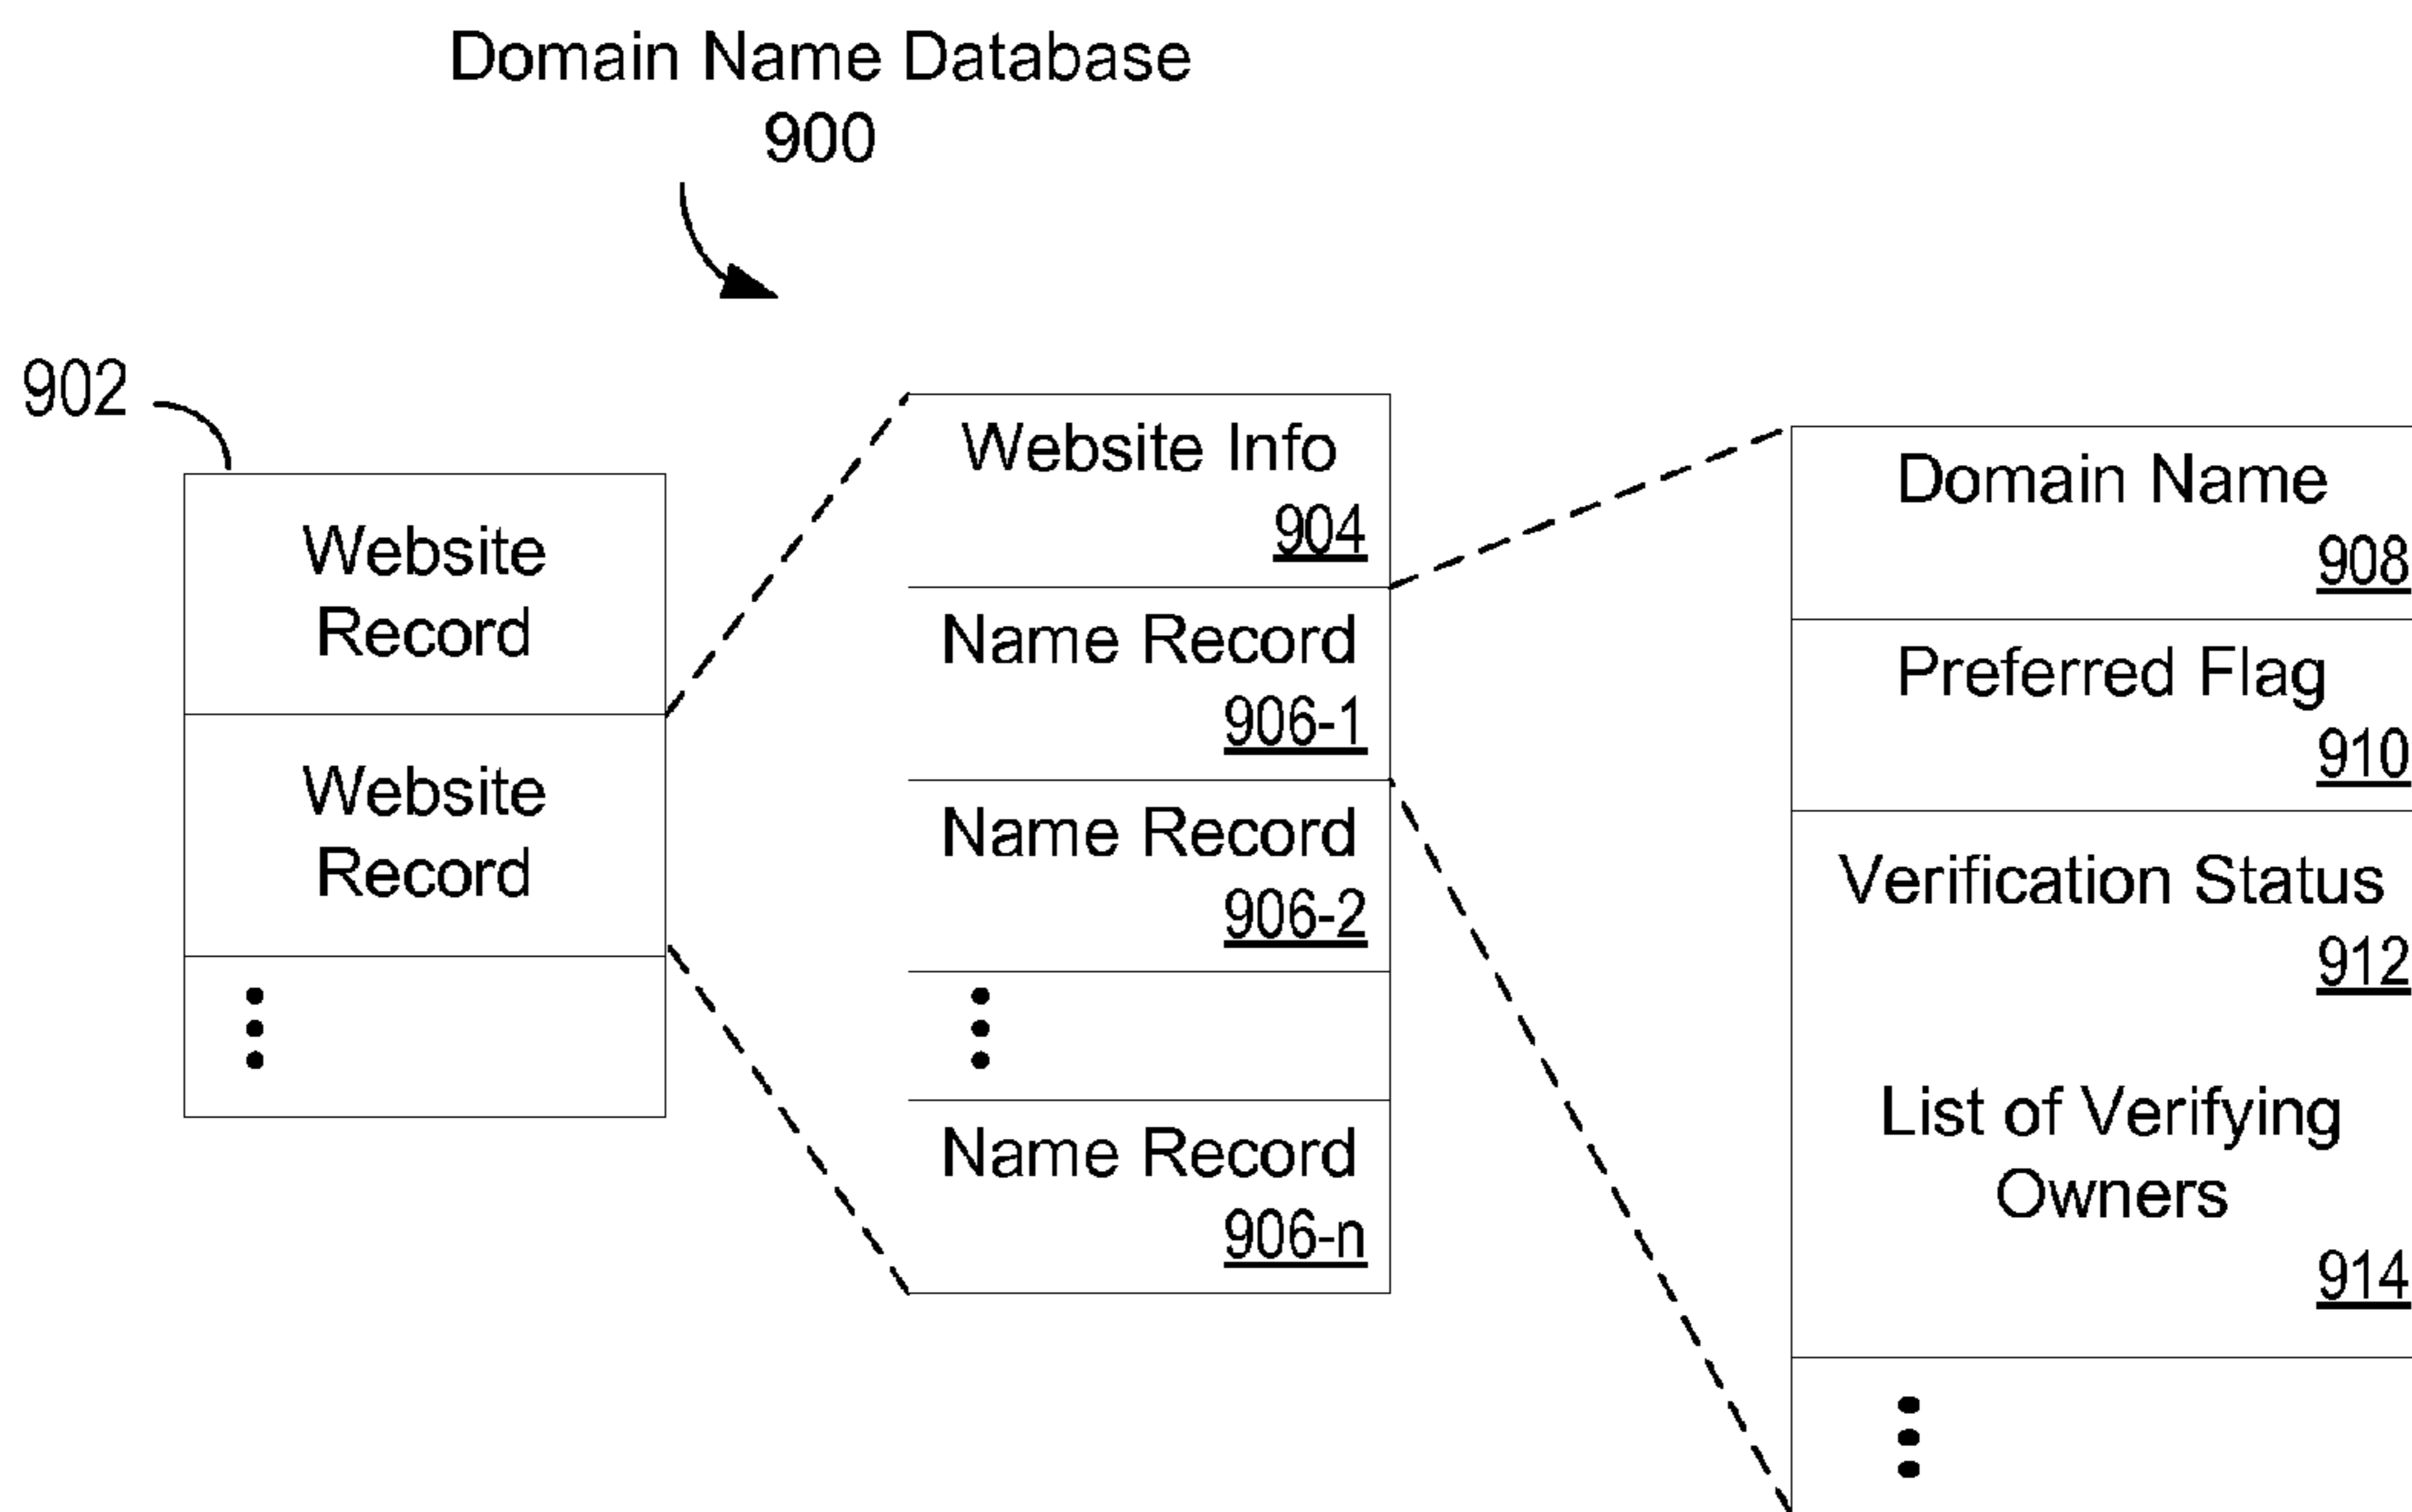 Domain Name Database
900
902
Website
Record
Website
Record
Website Info
904
Name Record
906-1
Name Record
906-2
Name Record
906-n
Domain Name
908
Preferred Flag
910
Verification Status
912
List of Verifying
Owners
914